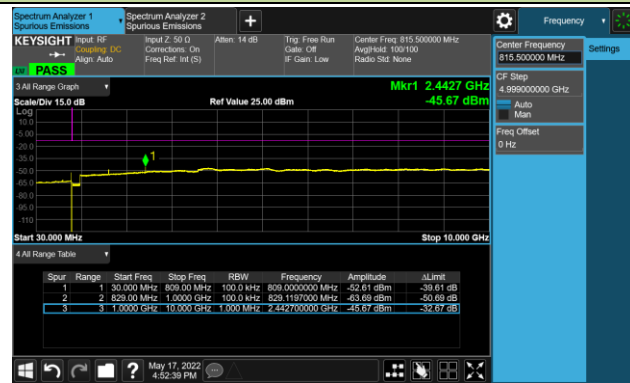 Spectrum Analyzer 1
Spurious Emissions
Spectrum Analyzer 2
Spurious Emissions
Frequency
KEYSIGHT
Input: RF
Coupling: DC
Align: Auto
Input Z: 50 Ω
Corrections: On
Freq Ref: Int (S)
Atten: 14 dB
Trig: Free Run
Gate: Off
IF Gain: Low
Center Freq: 815.500000 MHz
Avg|Hold: 100/100
Radio Std: None
PASS
Center Frequency
815.500000 MHz
Settings
CF Step
4.999000000 GHz
Auto
Man
Freq Offset
0 Hz
3 All Range Graph
Mkr1 2.4427 GHz
Scale/Div 15.0 dB
Ref Value 25.00 dBm
-45.67 dBm
Log
10.0
-5.00
-20.0
-35.0
-50.0
-65.0
-80.0
-95.0
-110
1
Start 30.000 MHz
Stop 10.000 GHz
4 All Range Table
Spur Range Start Freq Stop Freq RBW Frequency Amplitude ΔLimit
1 1 30.000 MHz 809.00 MHz 100.0 kHz 809.0000000 MHz -52.61 dBm -39.61 dB
2 2 829.00 MHz 1.0000 GHz 100.0 kHz 829.1197000 MHz -63.69 dBm -50.69 dB
3 3 1.0000 GHz 10.000 GHz 1.000 MHz 2.442700000 GHz -45.67 dBm -32.67 dB
May 17, 2022
4:52:39 PM